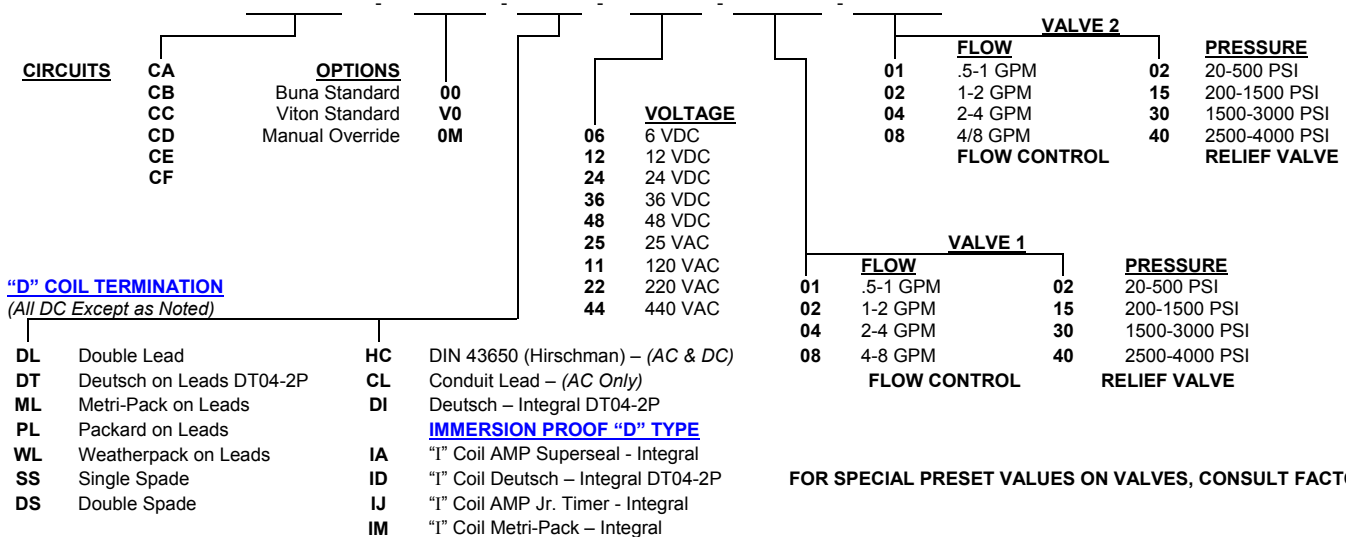 - - - - -
CIRCUITS CA
CB
CC
CD
CE
CF
OPTIONS
Buna Standard 00
Viton Standard V0
Manual Override 0M
VOLTAGE
06 6 VDC
12 12 VDC
24 24 VDC
36 36 VDC
48 48 VDC
25 25 VAC
11 120 VAC
22 220 VAC
44 440 VAC
VALVE 2
FLOW PRESSURE
01 .5-1 GPM 02 20-500 PSI
02 1-2 GPM 15 200-1500 PSI
04 2-4 GPM 30 1500-3000 PSI
08 4/8 GPM 40 2500-4000 PSI
FLOW CONTROL RELIEF VALVE
VALVE 1
FLOW PRESSURE
01 .5-1 GPM 02 20-500 PSI
02 1-2 GPM 15 200-1500 PSI
04 2-4 GPM 30 1500-3000 PSI
08 4-8 GPM 40 2500-4000 PSI
FLOW CONTROL RELIEF VALVE
"D" COIL TERMINATION
(All DC Except as Noted)
DL Double Lead
DT Deutsch on Leads DT04-2P
ML Metri-Pack on Leads
PL Packard on Leads
WL Weatherpack on Leads
SS Single Spade
DS Double Spade
HC DIN 43650 (Hirschman) – (AC & DC)
CL Conduit Lead – (AC Only)
DI Deutsch – Integral DT04-2P
IMMERSION PROOF "D" TYPE
IA "I" Coil AMP Superseal - Integral
ID "I" Coil Deutsch – Integral DT04-2P
IJ "I" Coil AMP Jr. Timer - Integral
IM "I" Coil Metri-Pack – Integral
FOR SPECIAL PRESET VALUES ON VALVES, CONSULT